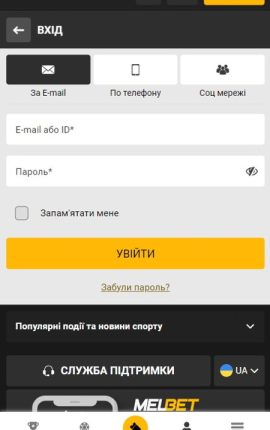 ВХІД
За E-mail
По телефону
Соц мережі
E-mail або ID*
Пароль*
Запам'ятати мене
УВІЙТИ
Забули пароль?
Популярні події та новини спорту
СЛУЖБА ПІДТРИМКИ
UA
MELBET